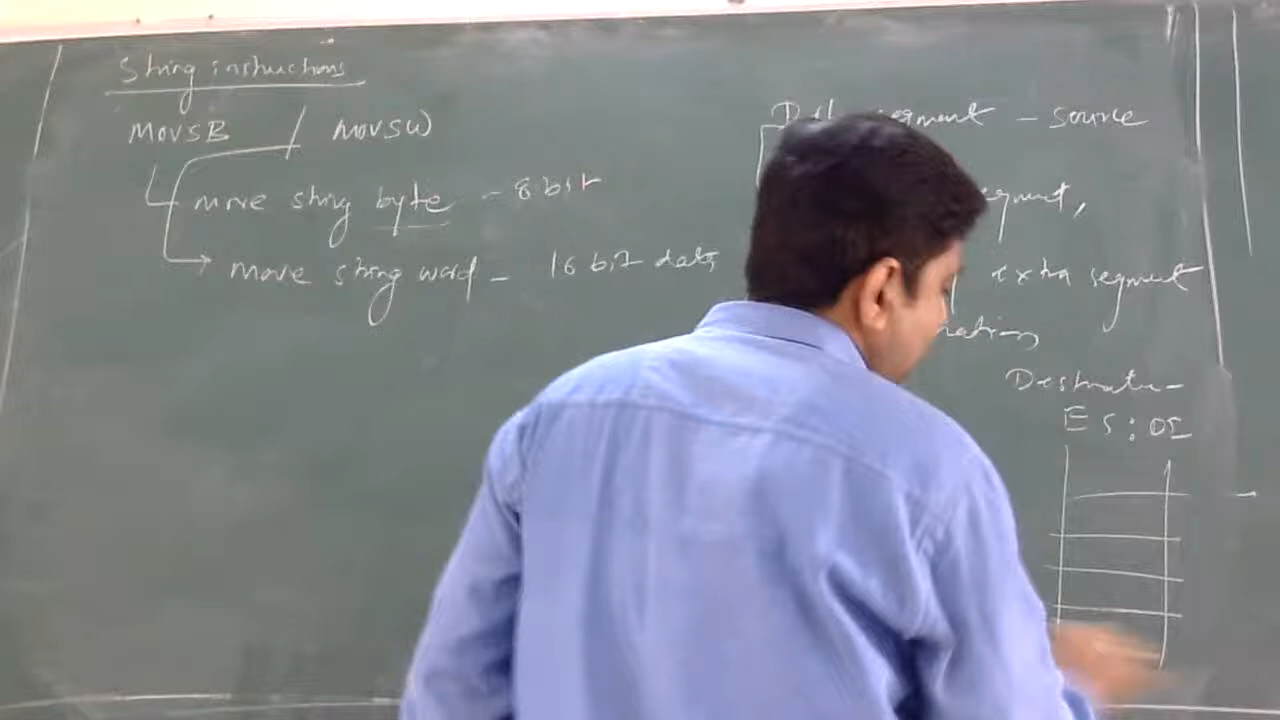 String instructions
MOVSB / MOVSW
move string byte - 8 bit
move string word - 16 bit data
segment - source
extra segment
Destination
ES:DI